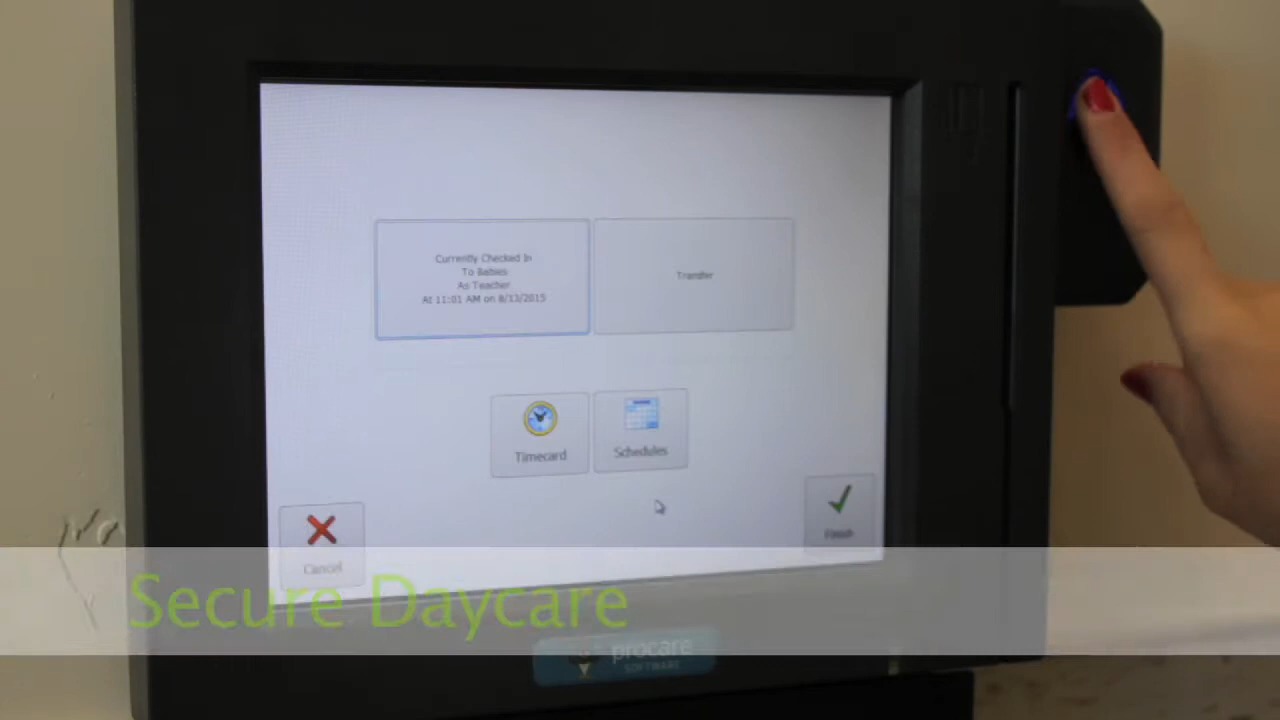 Currently Checked In
To Babies
As Teacher
At 11:01 AM on 8/13/2015
Transfer
Timecard
Schedules
Cancel
Finish
Secure Daycare
procare
SOFTWARE